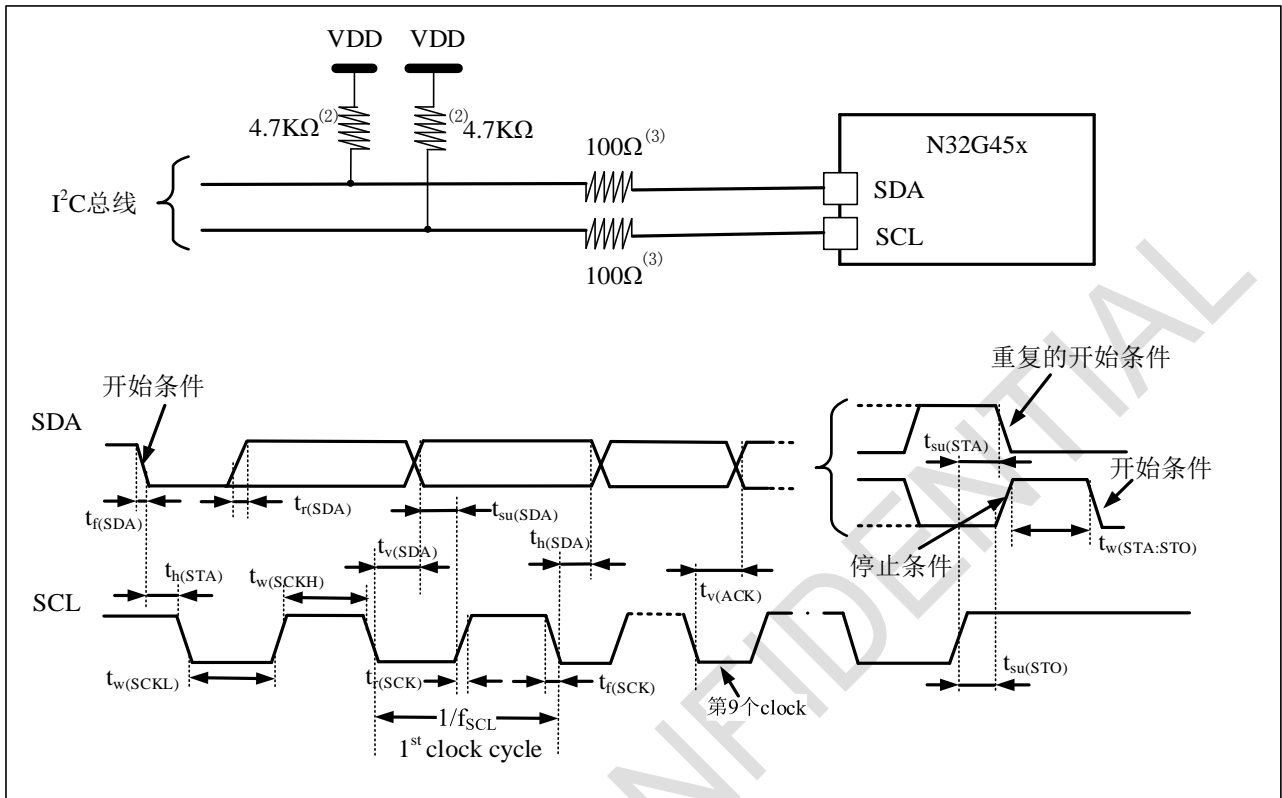 VDD VDD
4.7KΩ(2) (2)4.7KΩ
100Ω(3)
N32G45x
SDA
I²C总线
SCL
100Ω(3)
重复的开始条件
开始条件
SDA
tsu(STA)
开始条件
tf(SDA)
tr(SDA)
tsu(SDA)
tv(SDA)
th(SDA)
tw(STA:STO)
停止条件
th(STA)
tw(SCKH)
tv(ACK)
SCL
tw(SCKL)
tr(SCK)
tf(SCK)
tsu(STO)
第9个clock
1/fSCL
1st clock cycle
NFIDENTIAL